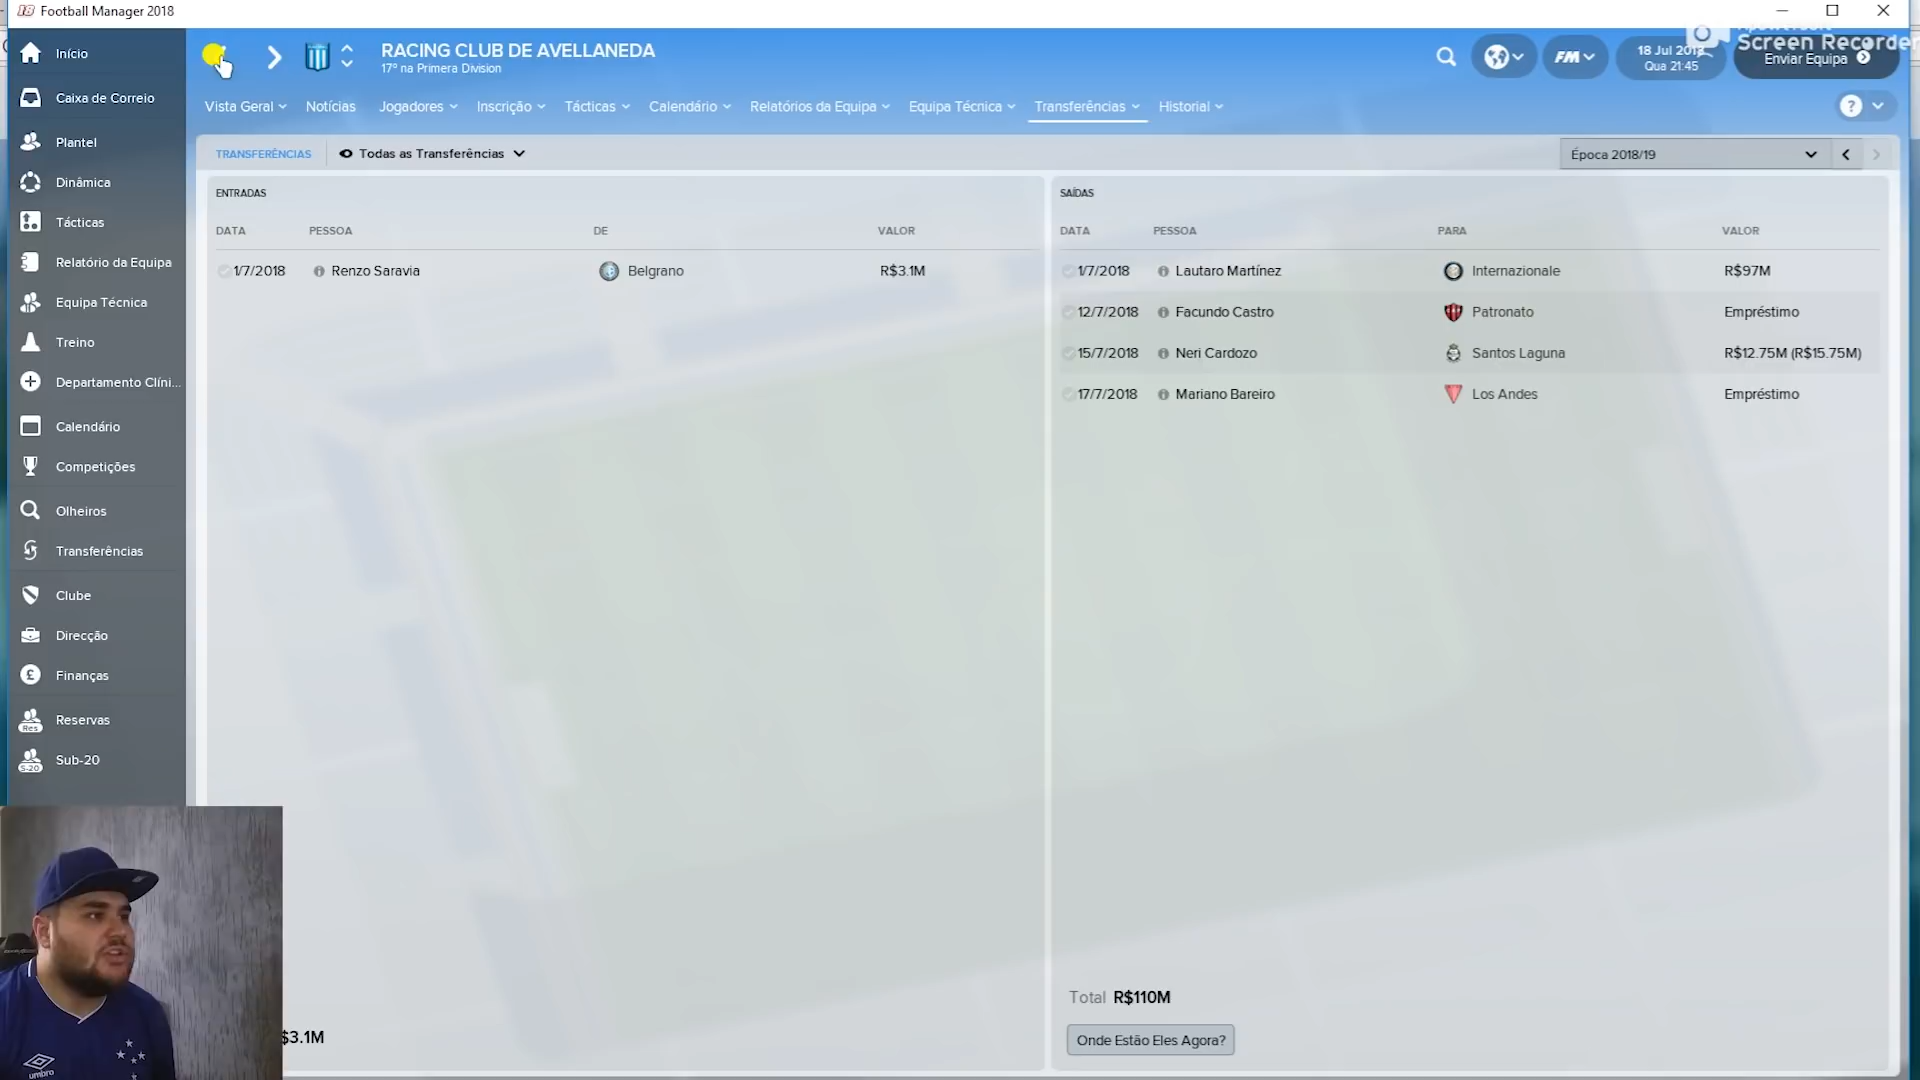 Football Manager 2018
Screen Recorder
RACING CLUB DE AVELLANEDA
17º na Primera Division
18 Jul 2018
Qua 21:45
Enviar Equipa
FM
Vista Geral
Notícias
Jogadores
Inscrição
Tácticas
Calendário
Relatórios da Equipa
Equipa Técnica
Transferências
Historial
?
Início
Caixa de Correio
Plantel
Dinâmica
Tácticas
Relatório da Equipa
Equipa Técnica
Treino
Departamento Clíni...
Calendário
Competições
Olheiros
Transferências
Clube
Direcção
Finanças
Reservas
Res
Sub-20
S-20
TRANSFERÊNCIAS
Todas as Transferências
Época 2018/19
ENTRADAS
DATA PESSOA DE VALOR
1/7/2018 Renzo Saravia Belgrano R$3.1M
$3.1M
SAÍDAS
DATA PESSOA PARA VALOR
1/7/2018 Lautaro Martínez Internazionale R$97M
12/7/2018 Facundo Castro Patronato Empréstimo
15/7/2018 Neri Cardozo Santos Laguna R$12.75M (R$15.75M)
17/7/2018 Mariano Bareiro Los Andes Empréstimo
Total R$110M
Onde Estão Eles Agora?
umbro